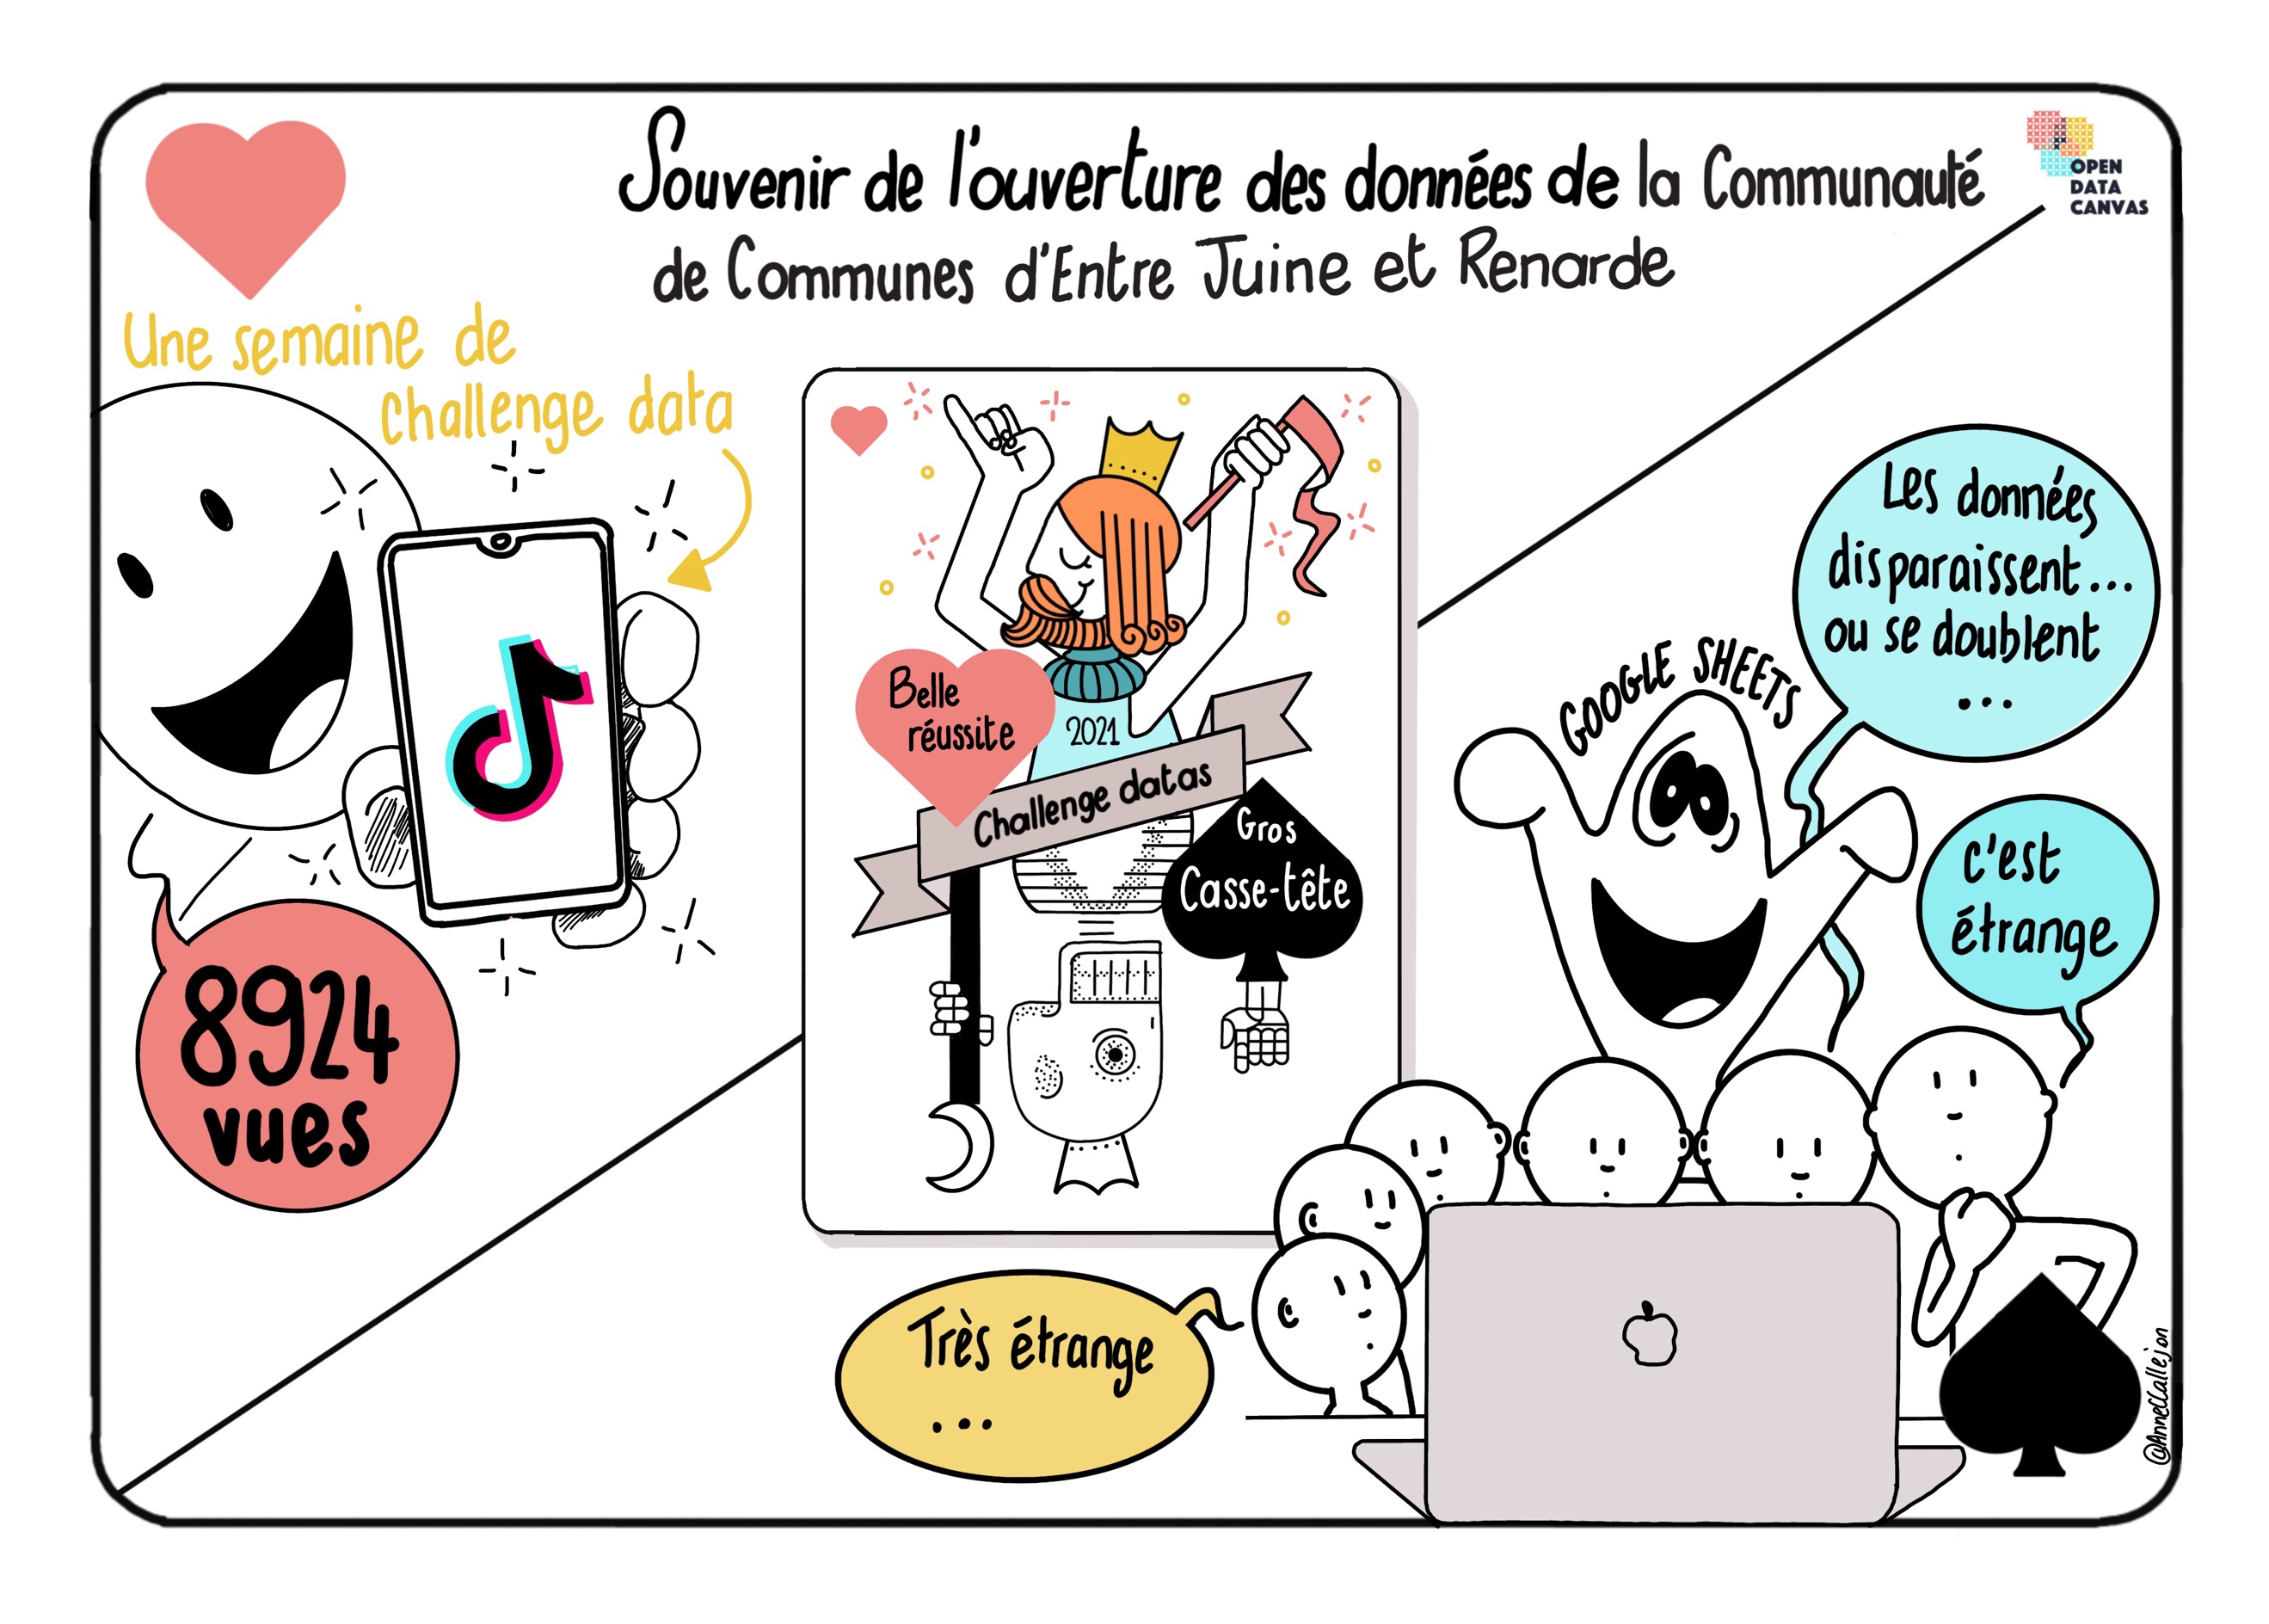 Souvenir de l'ouverture des données de la Communauté
de Communes d'Entre Juine et Renarde
OPEN
DATA
CANVAS
Une semaine de
Challenge data
8924
vues
Belle
réussite
2021
Challenge datas
Gros
Casse-tête
GOOGLE SHEETS
Les données
disparaissent...
ou se doublent
...
c'est
étrange
Très étrange
...
@AnneCCallejon